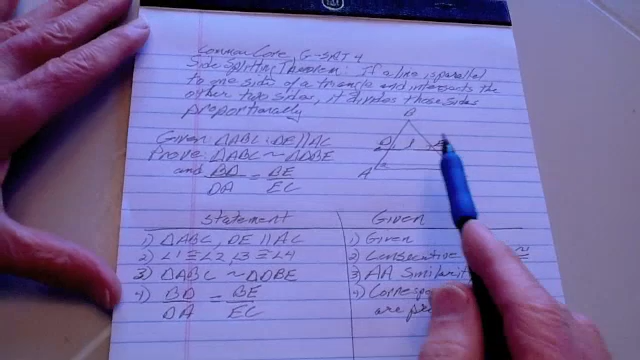 Common Core G-SRT 4
Side Splitting Theorem: If a line is parallel
to one side of a triangle and intersects the
other two sides, it divides those sides
proportionally
B
Given △ABC: DE || AC
Prove: △ABC ~ △DBE
D 1
2
A
and BD = BE
DA EC
Statement Given
1) △ABC, DE || AC 1) Given
2) ∠1 ≅ ∠2, ∠3 ≅ ∠4 2) Consecutive ≅
3) △ABC ~ △DBE 3) AA
4) BD = BE 4)
DA EC are